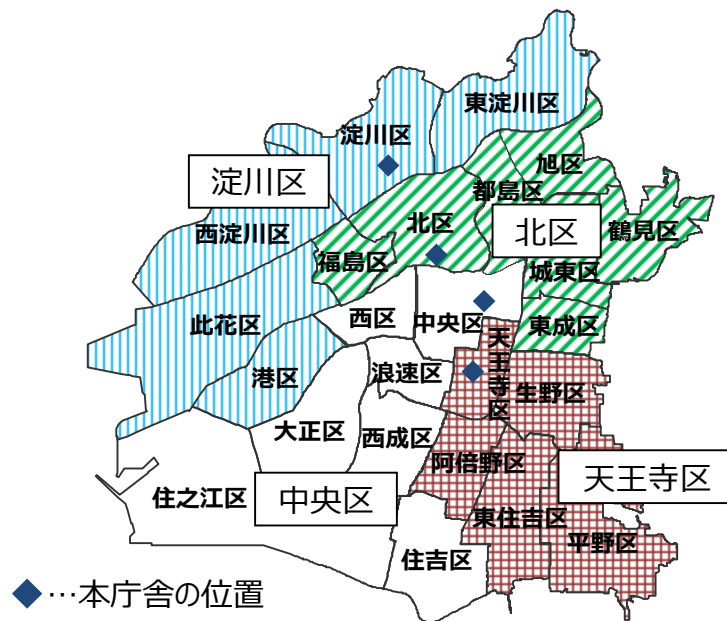 東淀川区
淀川区
旭区
淀川区
都島区
北区
北区
鶴見区
西淀川区
福島区
城東区
此花区
西区
中央区
東成区
天王寺区
港区
浪速区
生野区
大正区
西成区
阿倍野区
天王寺区
住之江区
中央区
東住吉区
平野区
住吉区
◆…本庁舎の位置